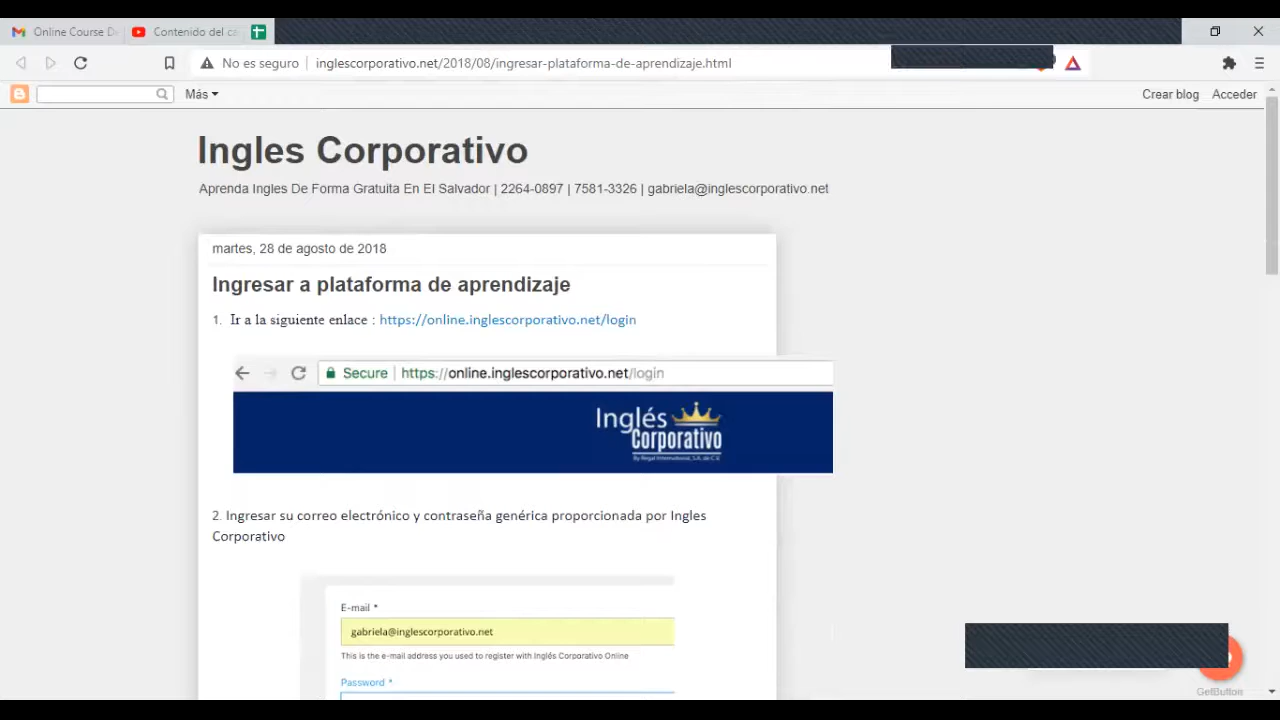 Online Course D
Contenido del ca
No es seguro
inglescorporativo.net/2018/08/ingresar-plataforma-de-aprendizaje.html
Más
Crear blog
Acceder
Ingles Corporativo
Aprenda Ingles De Forma Gratuita En El Salvador | 2264-0897 | 7581-3326 | gabriela@inglescorporativo.net
martes, 28 de agosto de 2018
Ingresar a plataforma de aprendizaje
1. Ir a la siguiente enlace : https://online.inglescorporativo.net/login
Secure | https://online.inglescorporativo.net/login
Inglés
Corporativo
By Regal International, S.A. de C.V.
2. Ingresar su correo electrónico y contraseña genérica proporcionada por Ingles
Corporativo
E-mail *
gabriela@inglescorporativo.net
This is the e-mail address you used to register with Inglés Corporativo Online
Password *
GetButton